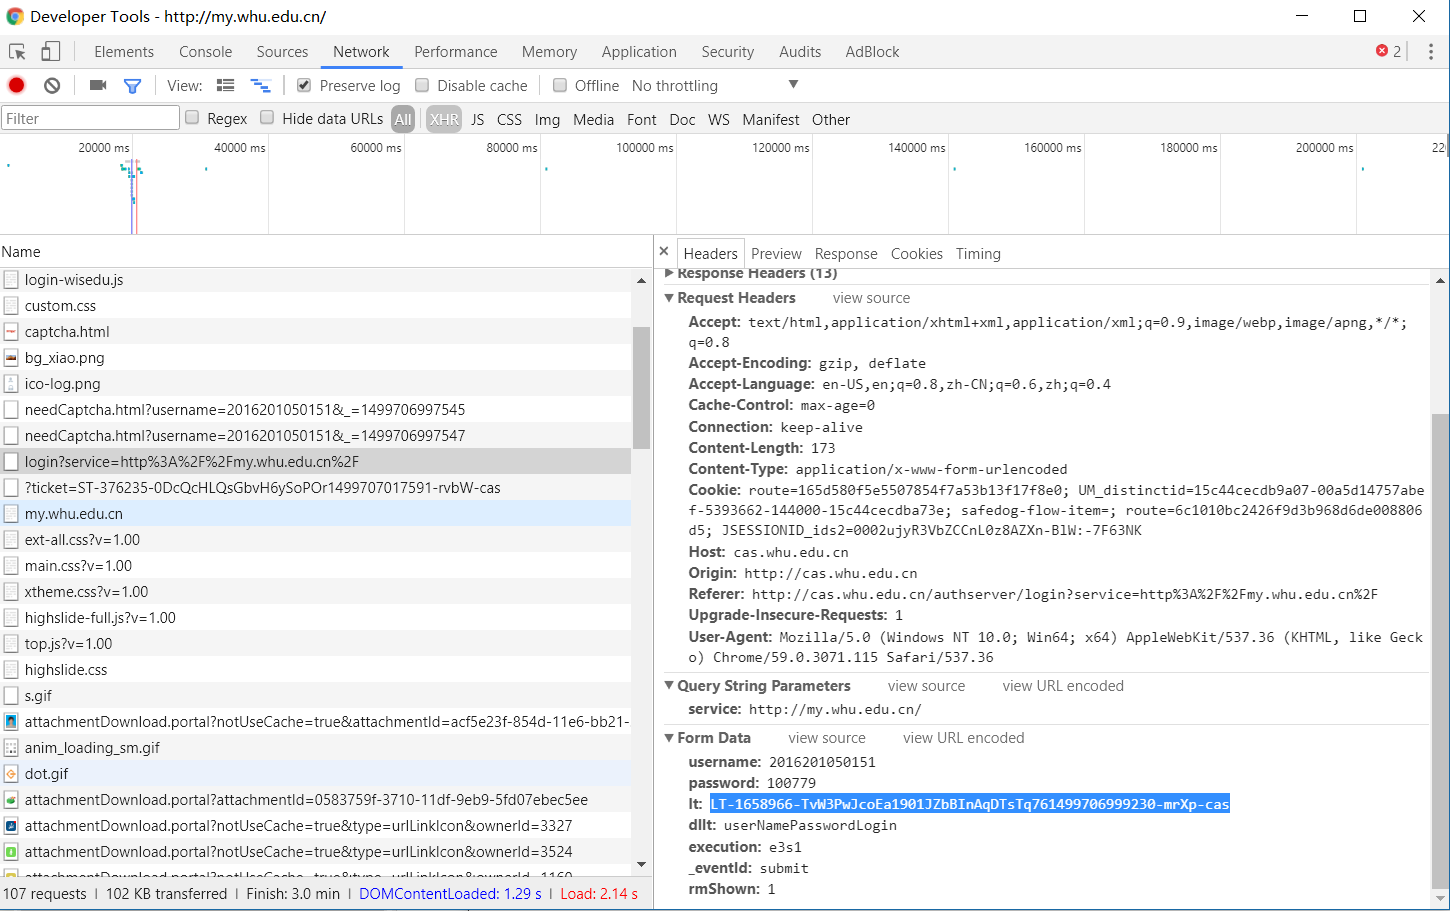 Developer Tools - http://my.whu.edu.cn/
Elements Console Sources Network Performance Memory Application Security Audits AdBlock 2
View: Preserve log Disable cache Offline No throttling
Filter Regex Hide data URLs All XHR JS CSS Img Media Font Doc WS Manifest Other
20000 ms 40000 ms 60000 ms 80000 ms 100000 ms 120000 ms 140000 ms 160000 ms 180000 ms 200000 ms 22
Name
login-wisedu.js
custom.css
captcha.html
bg_xiao.png
ico-log.png
needCaptcha.html?username=2016201050151&_=1499706997545
needCaptcha.html?username=2016201050151&_=1499706997547
login?service=http%3A%2F%2Fmy.whu.edu.cn%2F
?ticket=ST-376235-0DcQcHLQsGbvH6ySoPOr1499707017591-rvbW-cas
my.whu.edu.cn
ext-all.css?v=1.00
main.css?v=1.00
xtheme.css?v=1.00
highslide-full.js?v=1.00
top.js?v=1.00
highslide.css
s.gif
attachmentDownload.portal?notUseCache=true&attachmentId=acf5e23f-854d-11e6-bb21-
anim_loading_sm.gif
dot.gif
attachmentDownload.portal?attachmentId=0583759f-3710-11df-9eb9-5fd07ebec5ee
attachmentDownload.portal?notUseCache=true&type=urlLinkIcon&ownerId=3327
attachmentDownload.portal?notUseCache=true&type=urlLinkIcon&ownerId=3524
attachmentDownload.portal?notUseCache=true&type=urlLinkIcon&ownerId=1160
107 requests | 102 KB transferred | Finish: 3.0 min | DOMContentLoaded: 1.29 s | Load: 2.14 s
Headers Preview Response Cookies Timing
Response Headers (13)
Request Headers view source
Accept: text/html,application/xhtml+xml,application/xml;q=0.9,image/webp,image/apng,*/*;
q=0.8
Accept-Encoding: gzip, deflate
Accept-Language: en-US,en;q=0.8,zh-CN;q=0.6,zh;q=0.4
Cache-Control: max-age=0
Connection: keep-alive
Content-Length: 173
Content-Type: application/x-www-form-urlencoded
Cookie: route=165d580f5e5507854f7a53b13f17f8e0; UM_distinctid=15c44cecdb9a07-00a5d14757abe
f-5393662-144000-15c44cecdba73e; safedog-flow-item=; route=6c1010bc2426f9d3b968d6de008806
d5; JSESSIONID_ids2=0002ujyR3VbZCCnL0z8AZXn-BlW:-7F63NK
Host: cas.whu.edu.cn
Origin: http://cas.whu.edu.cn
Referer: http://cas.whu.edu.cn/authserver/login?service=http%3A%2F%2Fmy.whu.edu.cn%2F
Upgrade-Insecure-Requests: 1
User-Agent: Mozilla/5.0 (Windows NT 10.0; Win64; x64) AppleWebKit/537.36 (KHTML, like Geck
o) Chrome/59.0.3071.115 Safari/537.36
Query String Parameters view source view URL encoded
service: http://my.whu.edu.cn/
Form Data view source view URL encoded
username: 2016201050151
password: 100779
lt: LT-1658966-TvW3PwJcoEa1901JZbBInAqDTsTq761499706999230-mrXp-cas
dllt: userNamePasswordLogin
execution: e3s1
_eventId: submit
rmShown: 1